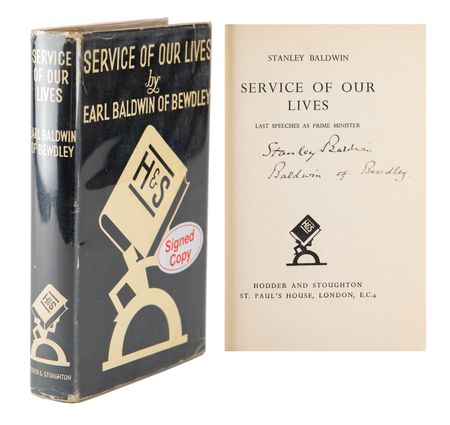 SERVICE
OF OUR
LIVES
EARL BALDWIN
OF BEWDLEY
H&S
HODDER & STOUGHTON
SERVICE OF OUR LIVES
by
EARL BALDWIN OF BEWDLEY
H&S
Signed
Copy
STANLEY BALDWIN
SERVICE OF OUR
LIVES
LAST SPEECHES AS PRIME MINISTER
Stanley Baldwin
Baldwin of Bewdley.
H&S
HODDER AND STOUGHTON
ST. PAUL'S HOUSE, LONDON, E.C.4